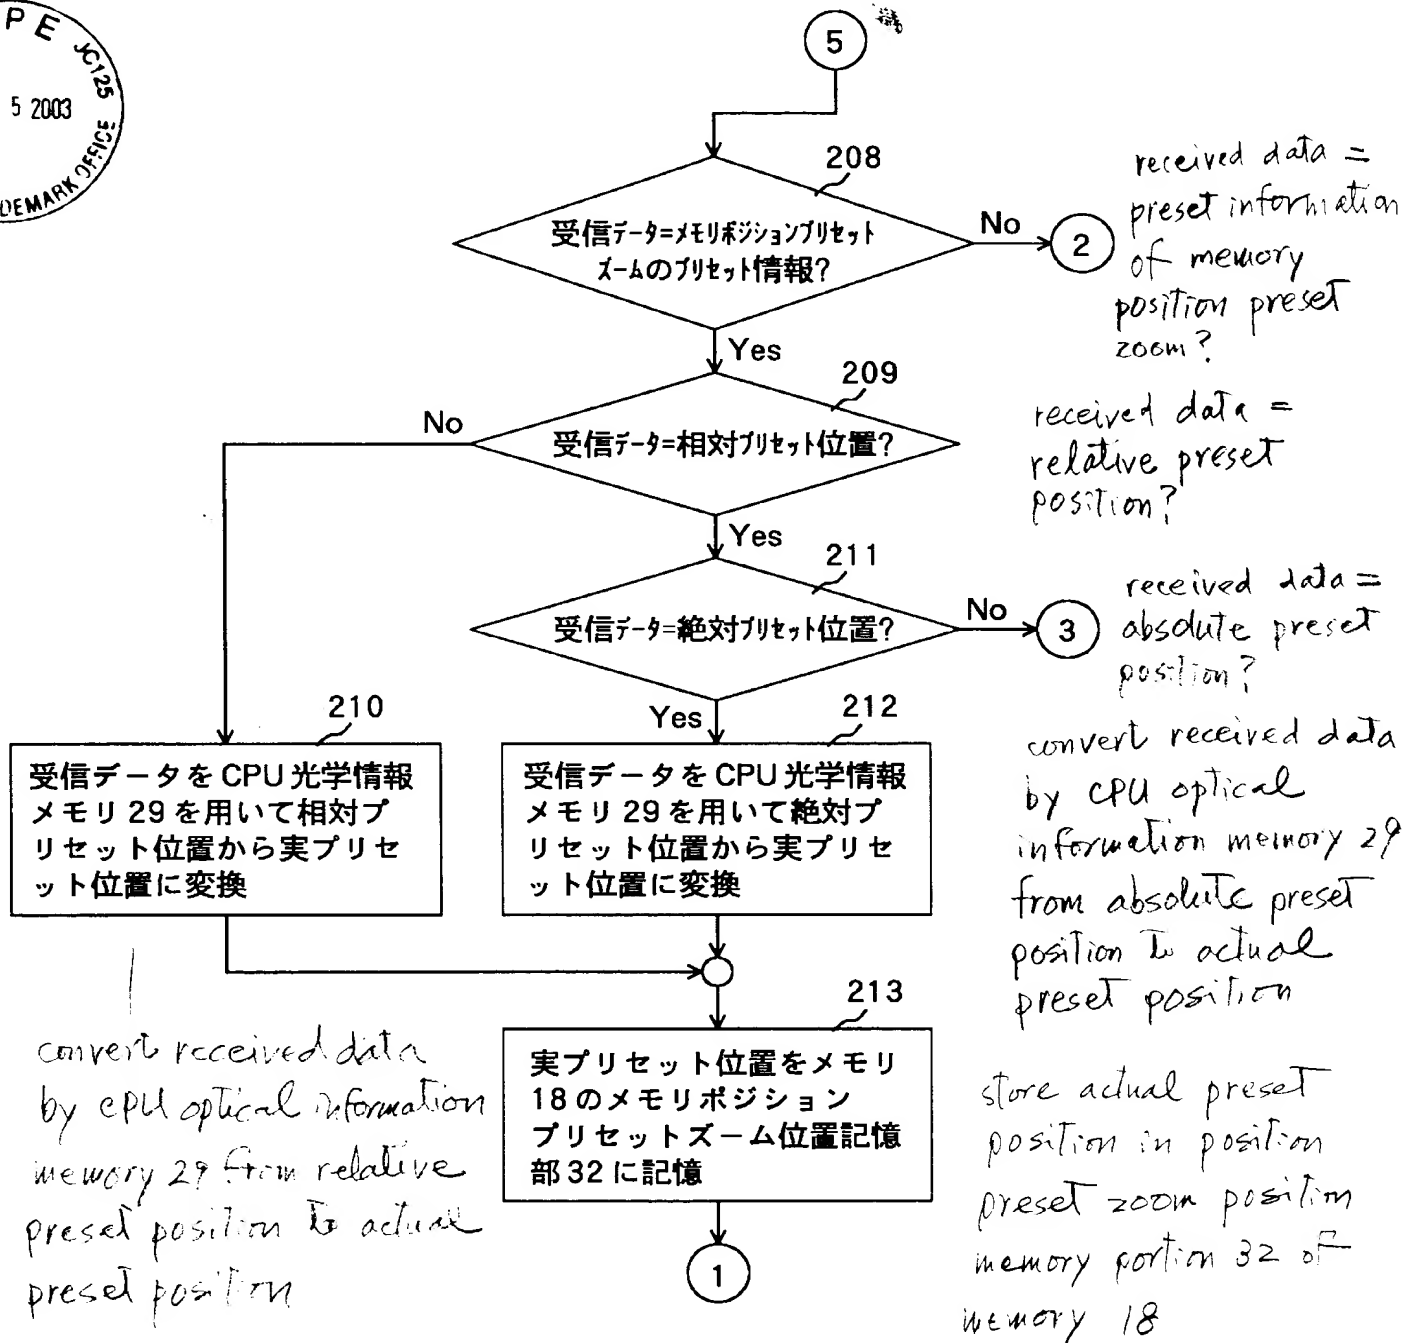 P E JC125
5 2003
DEMARK OFFICE
5
208
受信データ=メモリポジションプリセット
ズームのプリセット情報?
No
2
received data =
preset information
of memory
position preset
zoom?
Yes
209
No
受信データ=相対プリセット位置?
received data =
relative preset
position?
Yes
211
受信データ=絶対プリセット位置?
No
3
received data =
absolute preset
position?
210
受信データをCPU光学情報
メモリ29を用いて相対プ
リセット位置から実プリセ
ット位置に変換
Yes
212
受信データをCPU光学情報
メモリ29を用いて絶対プ
リセット位置から実プリセ
ット位置に変換
convert received data
by CPU optical
information memory 29
from absolute preset
position to actual
preset position
convert received data
by CPU optical information
memory 29 from relative
preset position to actual
preset position
213
実プリセット位置をメモリ
18のメモリポジション
プリセットズーム位置記憶
部32に記憶
store actual preset
position in position
preset zoom position
memory portion 32 of
memory 18
1